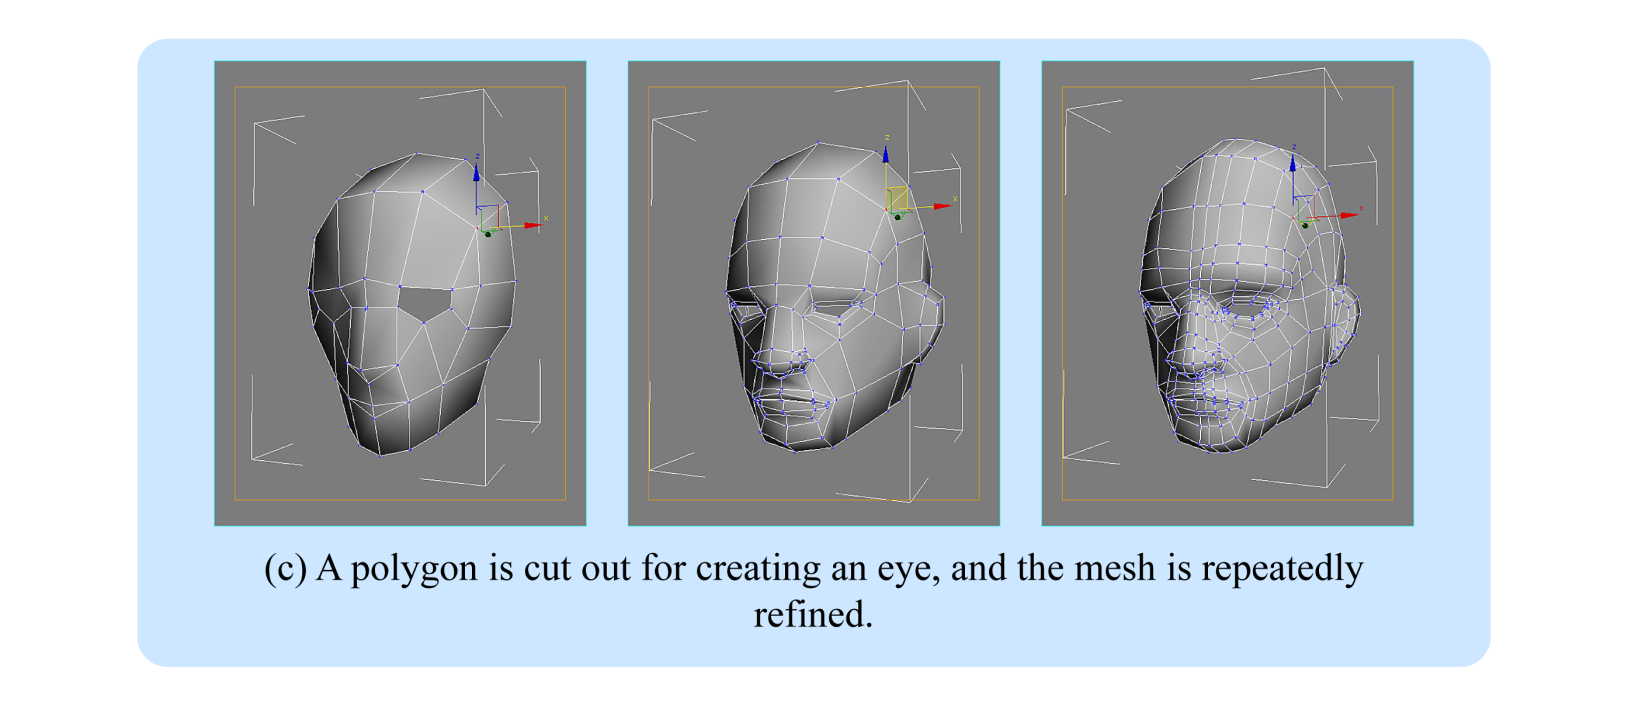 z
x
z
x
z
x
(c) A polygon is cut out for creating an eye, and the mesh is repeatedly
refined.